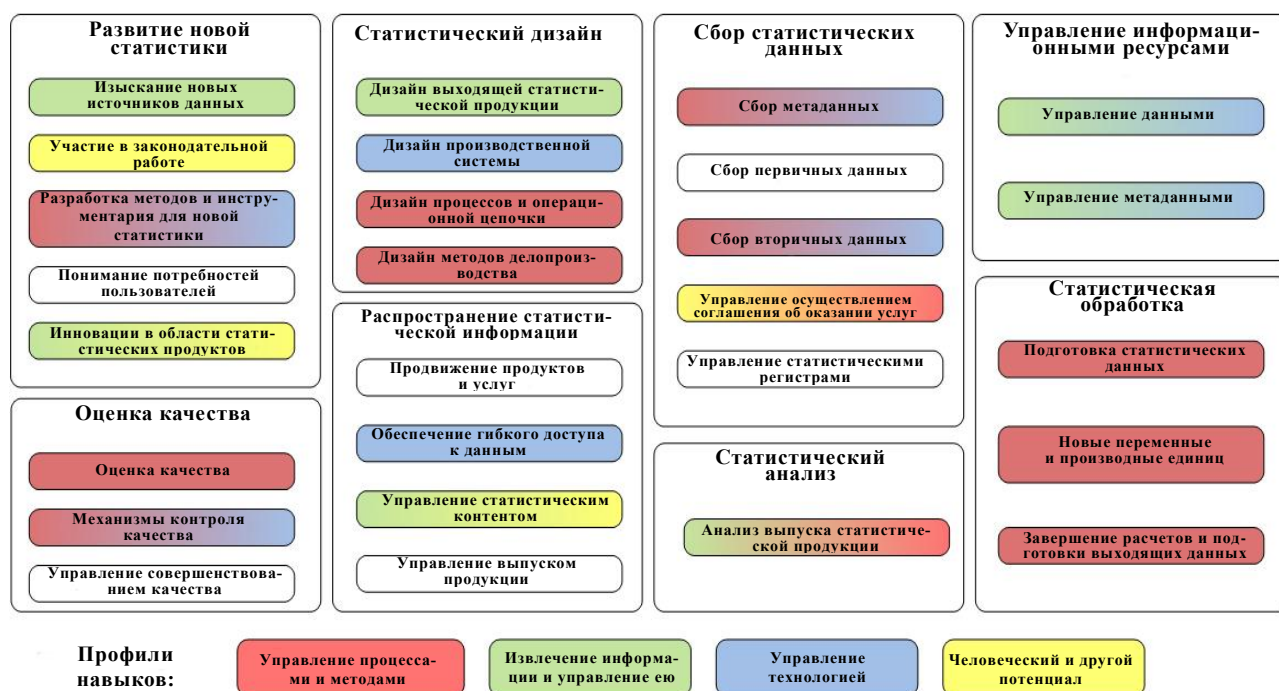 Развитие новой
статистики
Изыскание новых
источников данных
Участие в законодательной
работе
Разработка методов и инстру-
ментария для новой
статистики
Понимание потребностей
пользователей
Инновации в области стати-
стических продуктов
Оценка качества
Оценка качества
Механизмы контроля
качества
Управление совершенствова-
нием качества
Статистический дизайн
Дизайн выходящей статисти-
ческой продукции
Дизайн производственной
системы
Дизайн процессов и операци-
онной цепочки
Дизайн методов делопроиз-
водства
Распространение статисти-
ческой информации
Продвижение продуктов
и услуг
Обеспечение гибкого доступа
к данным
Управление статистическим
контентом
Управление выпуском
продукции
Сбор статистических
данных
Сбор метаданных
Сбор первичных данных
Сбор вторичных данных
Управление осуществлением
соглашения об оказании услуг
Управление статистическими
регистрами
Статистический
анализ
Анализ выпуска статистиче-
ской продукции
Управление информаци-
онными ресурсами
Управление данными
Управление метаданными
Статистическая
обработка
Подготовка статистических
данных
Новые переменные
и производные единиц
Завершение расчетов и под-
готовки выходящих данных
Профили
навыков:
Управление процесса-
ми и методами
Извлечение информа-
ции и управление ею
Управление
технологией
Человеческий и другой
потенциал